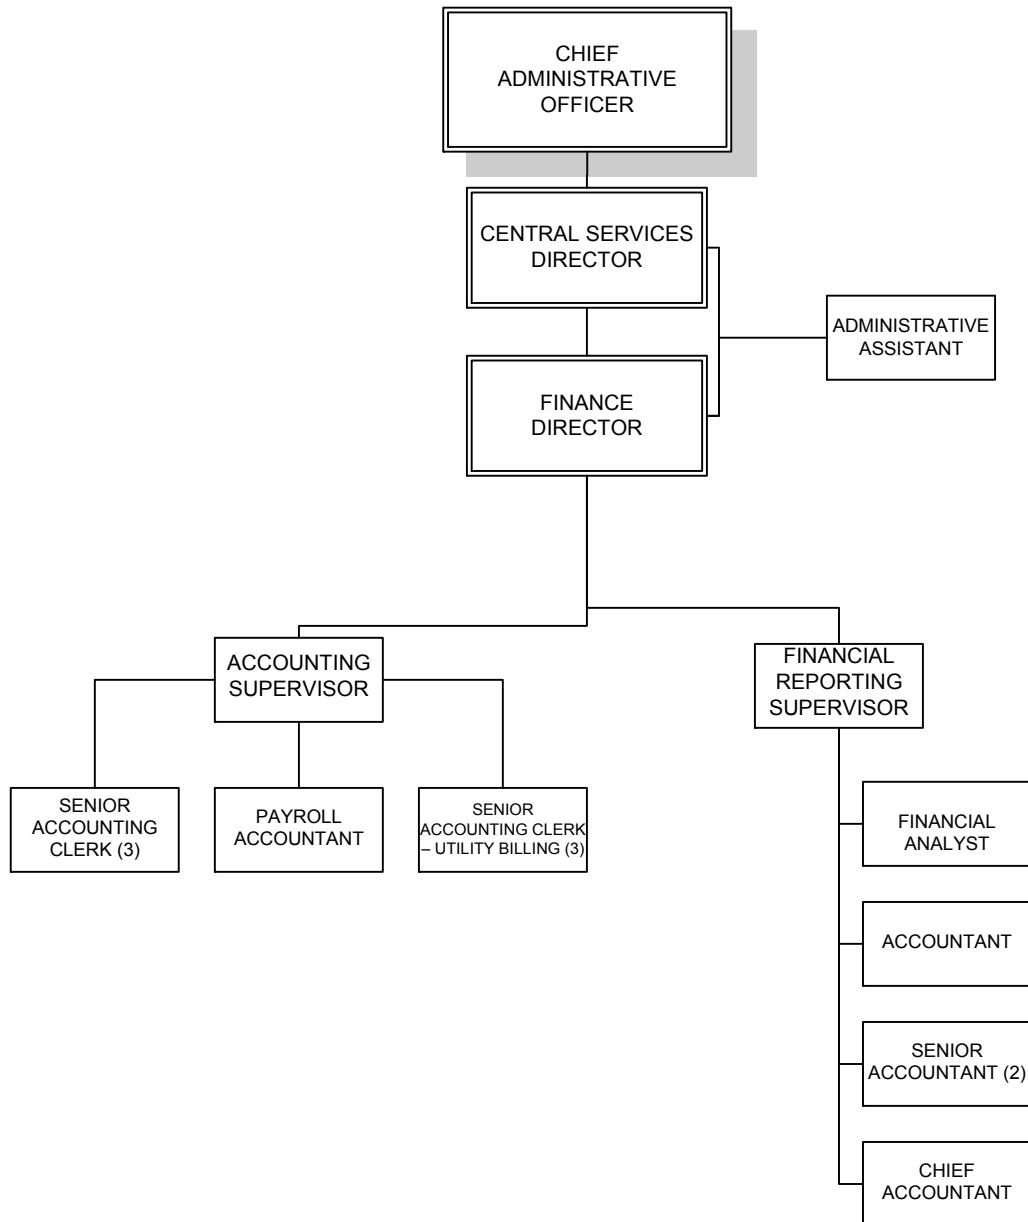 CHIEF
ADMINISTRATIVE
OFFICER
CENTRAL SERVICES
DIRECTOR
ADMINISTRATIVE
ASSISTANT
FINANCE
DIRECTOR
ACCOUNTING
SUPERVISOR
FINANCIAL
REPORTING
SUPERVISOR
SENIOR
ACCOUNTING
CLERK (3)
PAYROLL
ACCOUNTANT
SENIOR
ACCOUNTING CLERK
– UTILITY BILLING (3)
FINANCIAL
ANALYST
ACCOUNTANT
SENIOR
ACCOUNTANT (2)
CHIEF
ACCOUNTANT